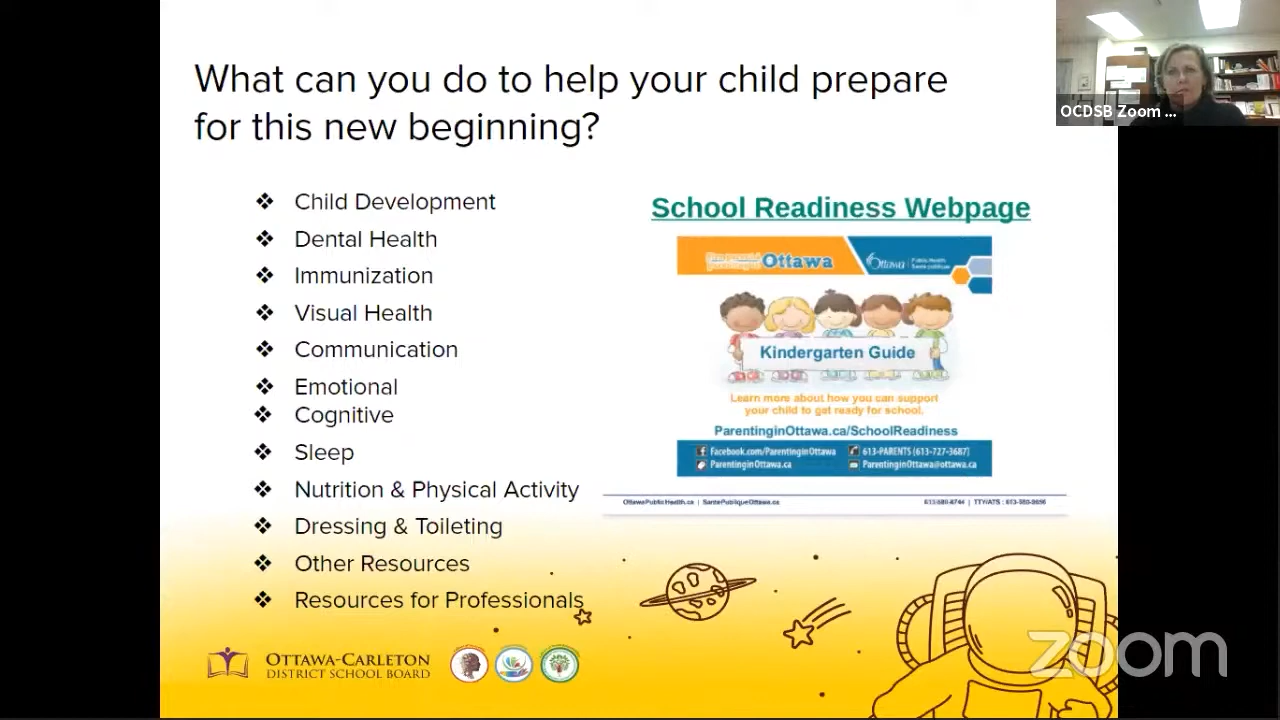 What can you do to help your child prepare
for this new beginning?
OCDSB Zoom ...
❖ Child Development
❖ Dental Health
❖ Immunization
❖ Visual Health
❖ Communication
❖ Emotional
❖ Cognitive
❖ Sleep
❖ Nutrition & Physical Activity
❖ Dressing & Toileting
❖ Other Resources
❖ Resources for Professionals
School Readiness Webpage
Ottawa
Ottawa Public Health
Santé publique
Kindergarten Guide
Learn more about how you can support
your child to get ready for school.
ParentinginOttawa.ca/SchoolReadiness
Facebook.com/ParentinginOttawa
613-PARENTS (613-727-3687)
ParentinginOttawa.ca
ParentinginOttawa@ottawa.ca
OttawaPublicHealth.ca | SantePubliqueOttawa.ca
OTTAWA-CARLETON
DISTRICT SCHOOL BOARD
zoom